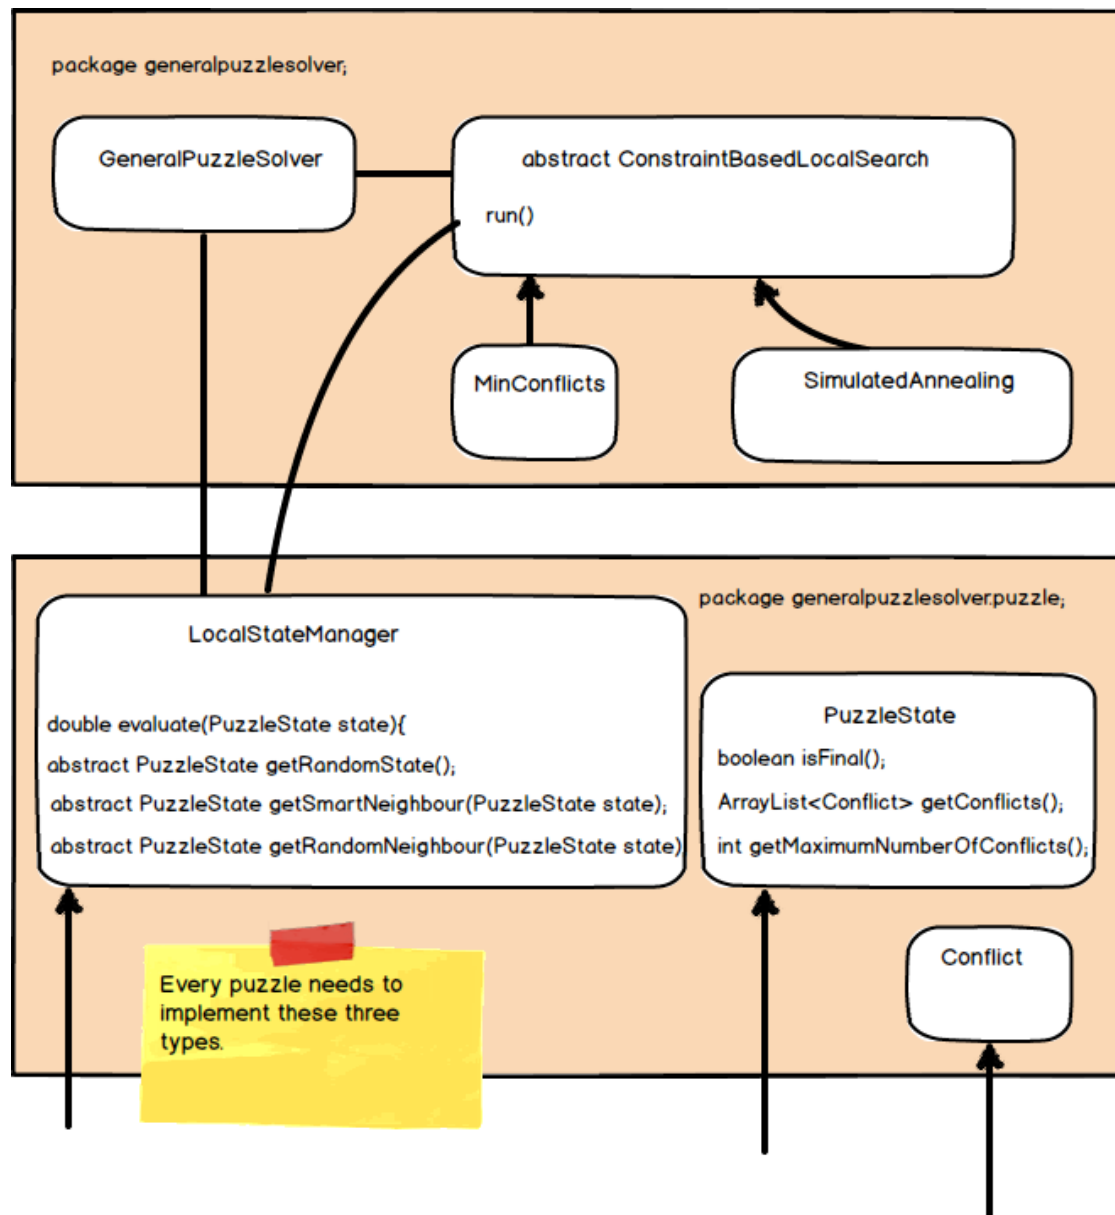 package generalpuzzlesolver;
GeneralPuzzleSolver
abstract ConstraintBasedLocalSearch
run()
MinConflicts
SimulatedAnnealing
package generalpuzzlesolver.puzzle;
LocalStateManager
double evaluate(PuzzleState state){
abstract PuzzleState getRandomState();
abstract PuzzleState getSmartNeighbour(PuzzleState state);
abstract PuzzleState getRandomNeighbour(PuzzleState state)
PuzzleState
boolean isFinal();
ArrayList<Conflict> getConflicts();
int getMaximumNumberOfConflicts();
Conflict
Every puzzle needs to
implement these three
types.